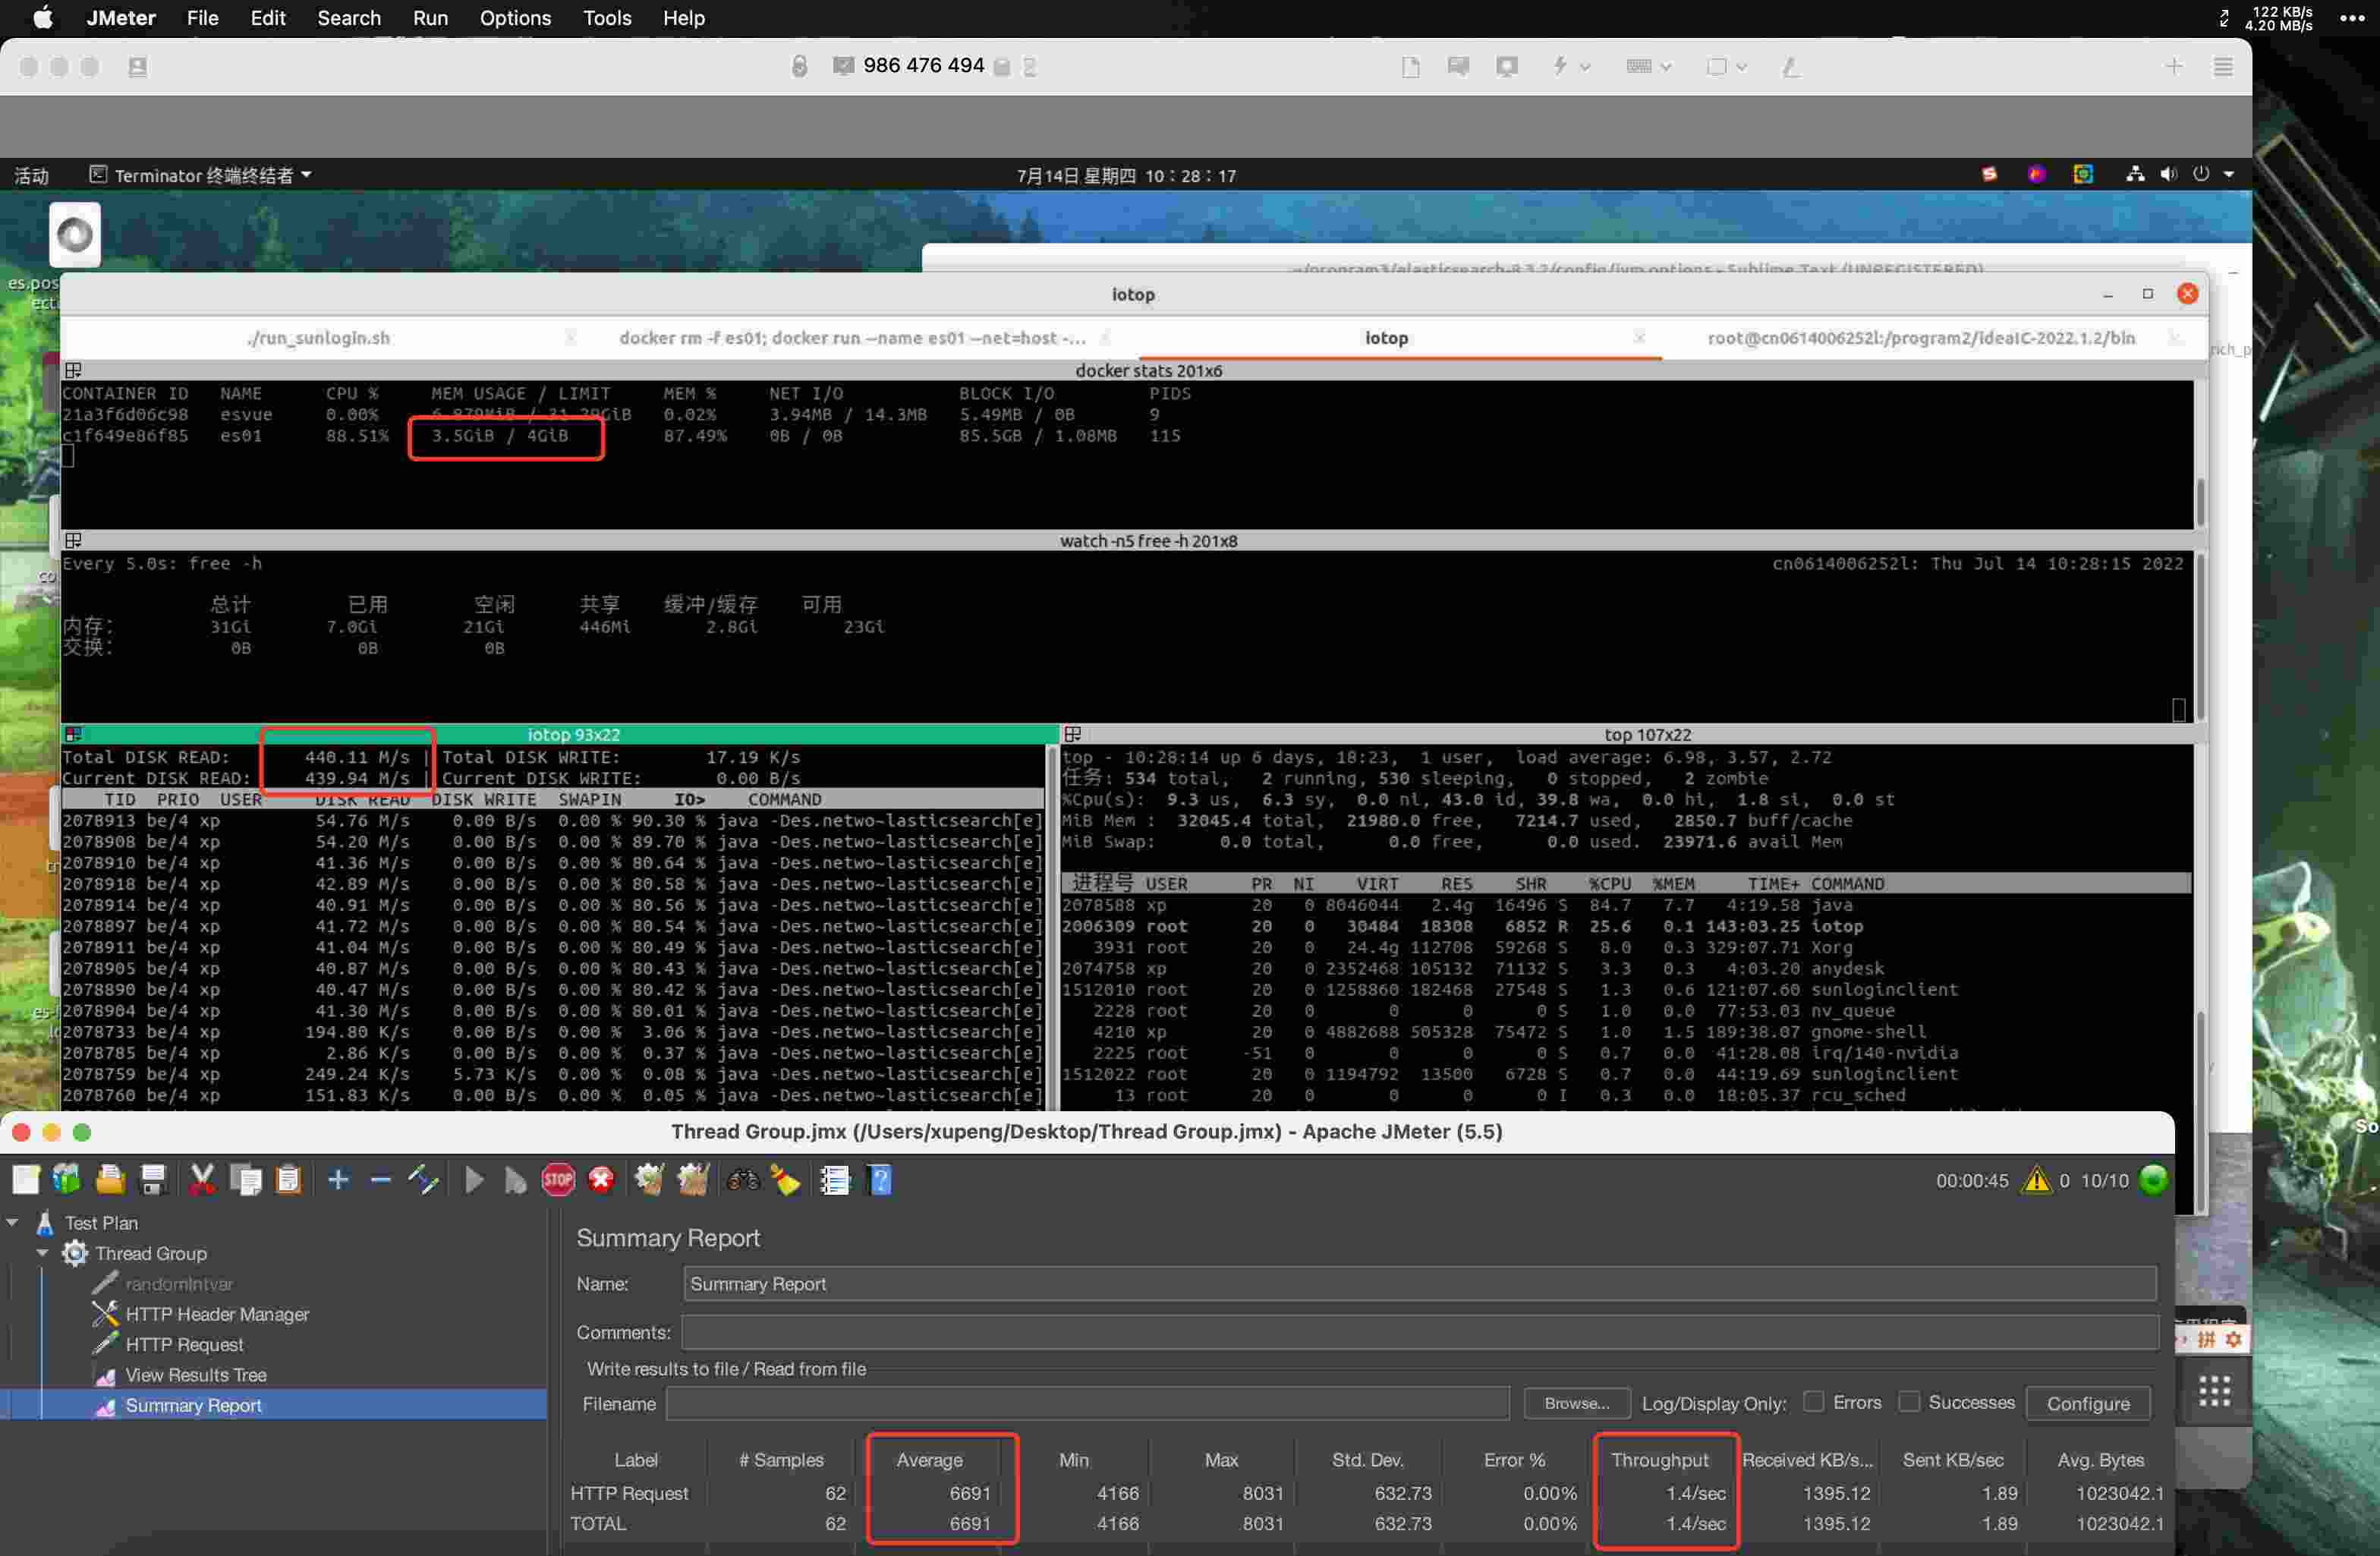 JMeter File Edit Search Run Options Tools Help
122 KB/s
4.20 MB/s
986 476 494
活动 Terminator 终端终结者 7月14日 星期四 10：28：17
es.pos
ect
~/program3/elasticsearch-8.3.2/config/jvm.options - Sublime Text (UNREGISTERED)
iotop
./run_sunlogin.sh docker rm -f es01; docker run —name es01 —net=host -... iotop root@cn0614006252l:/program2/ideaIC-2022.1.2/bin
docker stats 201x6
CONTAINER ID NAME CPU % MEM USAGE / LIMIT MEM % NET I/O BLOCK I/O PIDS
21a3f6d06c98 esvue 0.00% 6.879MiB / 31.29GiB 0.02% 3.94MB / 14.3MB 5.49MB / 0B 9
c1f649e86f85 es01 88.51% 3.5GiB / 4GiB 87.49% 0B / 0B 85.5GB / 1.08MB 115
watch -n5 free -h 201x8
Every 5.0s: free -h cn0614006252l: Thu Jul 14 10:28:15 2022
总计 已用 空闲 共享 缓冲/缓存 可用
内存： 31Gi 7.0Gi 21Gi 446Mi 2.8Gi 23Gi
交换： 0B 0B 0B
iotop 93x22
Total DISK READ: 440.11 M/s | Total DISK WRITE: 17.19 K/s
Current DISK READ: 439.94 M/s | Current DISK WRITE: 0.00 B/s
TID PRIO USER DISK READ DISK WRITE SWAPIN IO> COMMAND
2078913 be/4 xp 54.76 M/s 0.00 B/s 0.00 % 90.30 % java -Des.netwo~lasticsearch[e]
2078908 be/4 xp 54.20 M/s 0.00 B/s 0.00 % 89.70 % java -Des.netwo~lasticsearch[e]
2078910 be/4 xp 41.36 M/s 0.00 B/s 0.00 % 80.64 % java -Des.netwo~lasticsearch[e]
2078918 be/4 xp 42.89 M/s 0.00 B/s 0.00 % 80.58 % java -Des.netwo~lasticsearch[e]
2078914 be/4 xp 40.91 M/s 0.00 B/s 0.00 % 80.56 % java -Des.netwo~lasticsearch[e]
2078897 be/4 xp 41.72 M/s 0.00 B/s 0.00 % 80.54 % java -Des.netwo~lasticsearch[e]
2078911 be/4 xp 41.04 M/s 0.00 B/s 0.00 % 80.49 % java -Des.netwo~lasticsearch[e]
2078905 be/4 xp 40.87 M/s 0.00 B/s 0.00 % 80.43 % java -Des.netwo~lasticsearch[e]
2078890 be/4 xp 40.47 M/s 0.00 B/s 0.00 % 80.42 % java -Des.netwo~lasticsearch[e]
2078904 be/4 xp 41.30 M/s 0.00 B/s 0.00 % 80.01 % java -Des.netwo~lasticsearch[e]
2078733 be/4 xp 194.80 K/s 0.00 B/s 0.00 % 3.06 % java -Des.netwo~lasticsearch[e]
2078785 be/4 xp 2.86 K/s 0.00 B/s 0.00 % 0.37 % java -Des.netwo~lasticsearch[e]
2078759 be/4 xp 249.24 K/s 5.73 K/s 0.00 % 0.08 % java -Des.netwo~lasticsearch[e]
2078760 be/4 xp 151.83 K/s 0.00 B/s 0.00 % 0.05 % java -Des.netwo~lasticsearch[e]
top 107x22
top - 10:28:14 up 6 days, 18:23, 1 user, load average: 6.98, 3.57, 2.72
任务: 534 total, 2 running, 530 sleeping, 0 stopped, 2 zombie
%Cpu(s): 9.3 us, 6.3 sy, 0.0 ni, 43.0 id, 39.8 wa, 0.0 hi, 1.8 si, 0.0 st
MiB Mem : 32045.4 total, 21980.0 free, 7214.7 used, 2850.7 buff/cache
MiB Swap: 0.0 total, 0.0 free, 0.0 used. 23971.6 avail Mem
进程号 USER PR NI VIRT RES SHR %CPU %MEM TIME+ COMMAND
2078588 xp 20 0 8046044 2.4g 16496 S 84.7 7.7 4:19.58 java
2006309 root 20 0 30484 18308 6852 R 25.6 0.1 143:03.25 iotop
3931 root 20 0 24.4g 112708 59268 S 8.0 0.3 329:07.71 Xorg
2074758 xp 20 0 2352468 105132 71132 S 3.3 0.3 4:03.20 anydesk
1512010 root 20 0 1258860 182468 27548 S 1.3 0.6 121:07.60 sunloginclient
2228 root 20 0 0 0 0 S 1.0 0.0 77:53.03 nv_queue
4210 xp 20 0 4882688 505328 75472 S 1.0 1.5 189:38.07 gnome-shell
2225 root -51 0 0 0 0 S 0.7 0.0 41:28.08 irq/140-nvidia
1512022 root 20 0 1194792 13500 6728 S 0.7 0.0 44:19.69 sunloginclient
13 root 20 0 0 0 0 I 0.3 0.0 18:05.37 rcu_sched
Thread Group.jmx (/Users/xupeng/Desktop/Thread Group.jmx) - Apache JMeter (5.5)
So
STOP
00:00:45 0 10/10
Test Plan
Thread Group
randomIntvar
HTTP Header Manager
HTTP Request
View Results Tree
Summary Report
Summary Report
Name: Summary Report
Comments:
Write results to file / Read from file
Filename Browse... Log/Display Only: Errors Successes Configure
Label # Samples Average Min Max Std. Dev. Error % Throughput Received KB/s... Sent KB/sec Avg. Bytes
HTTP Request 62 6691 4166 8031 632.73 0.00% 1.4/sec 1395.12 1.89 1023042.1
TOTAL 62 6691 4166 8031 632.73 0.00% 1.4/sec 1395.12 1.89 1023042.1
拼